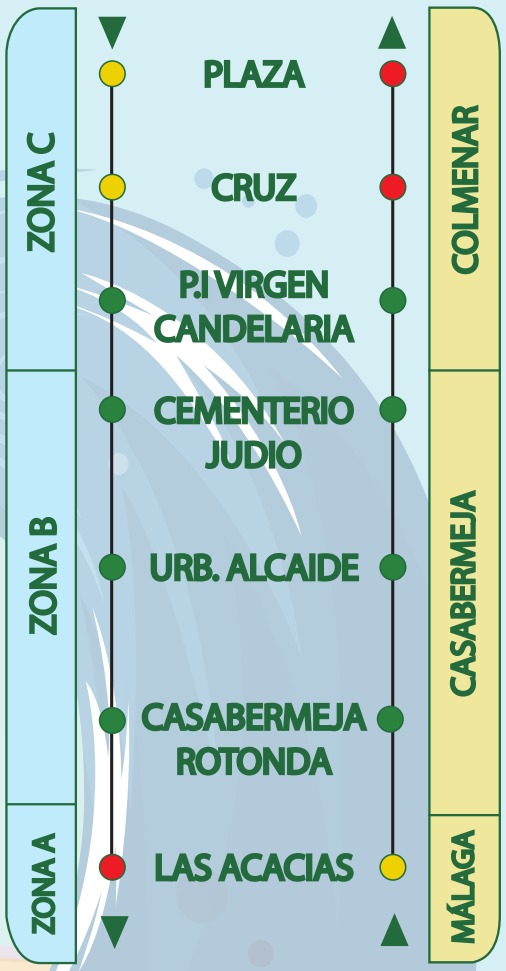 ZONA C
PLAZA
CRUZ
P.I VIRGEN
CANDELARIA
COLMENAR
ZONA B
CEMENTERIO
JUDIO
URB. ALCAIDE
CASABERMEJA
ROTONDA
CASABERMEJA
ZONA A
LAS ACACIAS
MÁLAGA